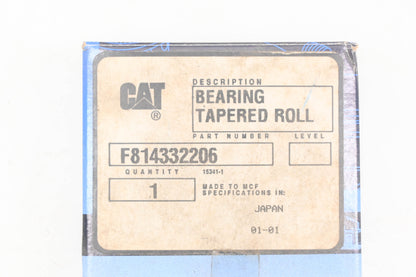 CAT®
DESCRIPTION
BEARING
TAPERED ROLL
PART NUMBER LEVEL
F814332206
QUANTITY 15341-1
1
MADE TO MCF
SPECIFICATIONS IN:
JAPAN
01-01